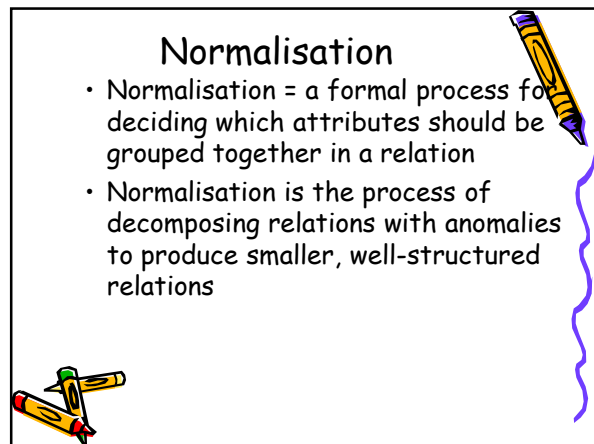 Normalisation
• Normalisation = a formal process for
deciding which attributes should be
grouped together in a relation
• Normalisation is the process of
decomposing relations with anomalies
to produce smaller, well-structured
relations